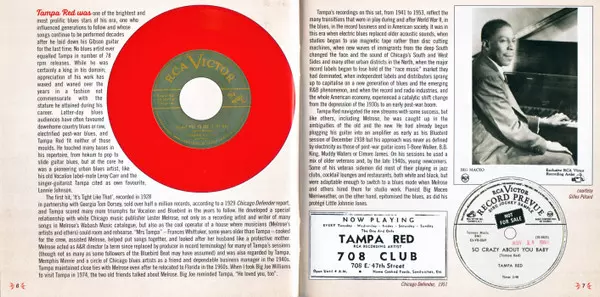 Tampa Red was one of the brightest and
most prolific blues stars of his era, one who
influenced generations to follow and whose
songs continue to be performed decades
after he laid down his Gibson guitar
for the last time. No blues artist ever
equalled Tampa in number of 78
rpm releases. While he was
certainly a king in his domain,
appreciation of his work has
waxed and waned over the
years in a fashion not
commensurate with the
stature he attained during his
career. Latter-day blues
audiences have often favoured
downhome country blues or raw,
electrified post-war blues, and
Tampa Red fit neither of those
moulds. He touched many bases in
his repertoire, from hokum to pop to
slide guitar blues, but at the core he
was a pioneering urban blues artist, like
his old Vocalion label-mate Leroy Carr and the
singer-guitarist Tampa cited as own favourite,
Lonnie Johnson.
The first hit, 'It's Tight Like That', recorded in 1928
in partnership with Georgia Tom Dorsey, sold over half a million records, according to a 1929 Chicago Defender report,
and Tampa scored many more triumphs for Vocalion and Bluebird in the years to follow. He developed a special
relationship with white Chicago music publisher Lester Melrose, not only as a recording artist and writer of many
songs in Melrose's Wabash Music catalogue, but also as the cool operator of a house where musicians (Melrose's
artists and others) could room and rehearse. "Mrs Tampa" – Frances Whittaker, some years older than Tampa – cooked
for the crew, assisted Melrose, helped put songs together, and looked after her husband like a protective mother.
Melrose acted as A&R director (a term since replaced by producer in record terminology) for many of Tampa's sessions
(though not as many as some followers of the Bluebird Beat may have assumed) and was also regarded by Tampa,
Memphis Minnie and a circle of Chicago blues artists as a friend and dependable business manager in the 1940s.
Tampa maintained close ties with Melrose even after he relocated to Florida in the 1960s. When I took Big Joe Williams
to visit Tampa in 1974, the two old friends talked about Melrose. Big Joe reminded Tampa, "He loved you, too".
6
RCA VICTOR
Tampa's recordings on this set, from 1941 to 1953, reflect the
many transitions that were in play during and after World War II, in
the blues, in the record business and in American society. It was in
this era when electric blues replaced older acoustic sounds, when
studios began to use magnetic tape rather than disc cutting
machines, when new waves of immigrants from the deep South
changed the face and the sound of Chicago's South and West
Sides and many other urban districts in the North, when the major
record labels began to lose hold of the "race music" market they
had dominated, when independent labels and distributors sprang
up to capitalise on a new generation of blues and the emerging
R&B phenomenon, and when the record and radio industries, and
the whole American economy, experienced a catalytic shift change
from the depression of the 1930s to an early post-war boom.
Tampa Red navigated the new streams with some success, but
like others, including Melrose, he was caught up in the
ambiguities of the old and the new. He had already begun
plugging his guitar into an amplifier as early as his Bluebird
session of December 1938 but his approach was never as defined
by electricity as those of post-war guitar icons T-Bone Walker, B.B.
King, Muddy Waters or Elmore James. On his sessions he used a
mix of older veterans and, by the late 1940s, young newcomers.
Some of his veteran sidemen did most of their playing in jazz
clubs, cocktail lounges and restaurants, both white and black, but
were adaptable enough to switch to a blues mode when Melrose
and others hired them for studio work. Pianist Big Maceo
Merriweather, on the other hand, epitomised the blues, as did his
protégé Little Johnnie Jones.
NOW PLAYING
EVERY Tuesday - Wednesday - Sunday - Saturday
The One And Only
TAMPA RED
RCA RECORDING ARTIST
708 CLUB
708 E. 47th Street
Chicago Defender, 1951
BIG MACEO
Exclusive RCA Victor
Recording Artist
courtesy
Gilles Pétard
RCA VICTOR
RECORD PREVUE
NOT
FOR SALE
SO CRAZY ABOUT YOU BABY
(Tampa Red)
TAMPA RED
7